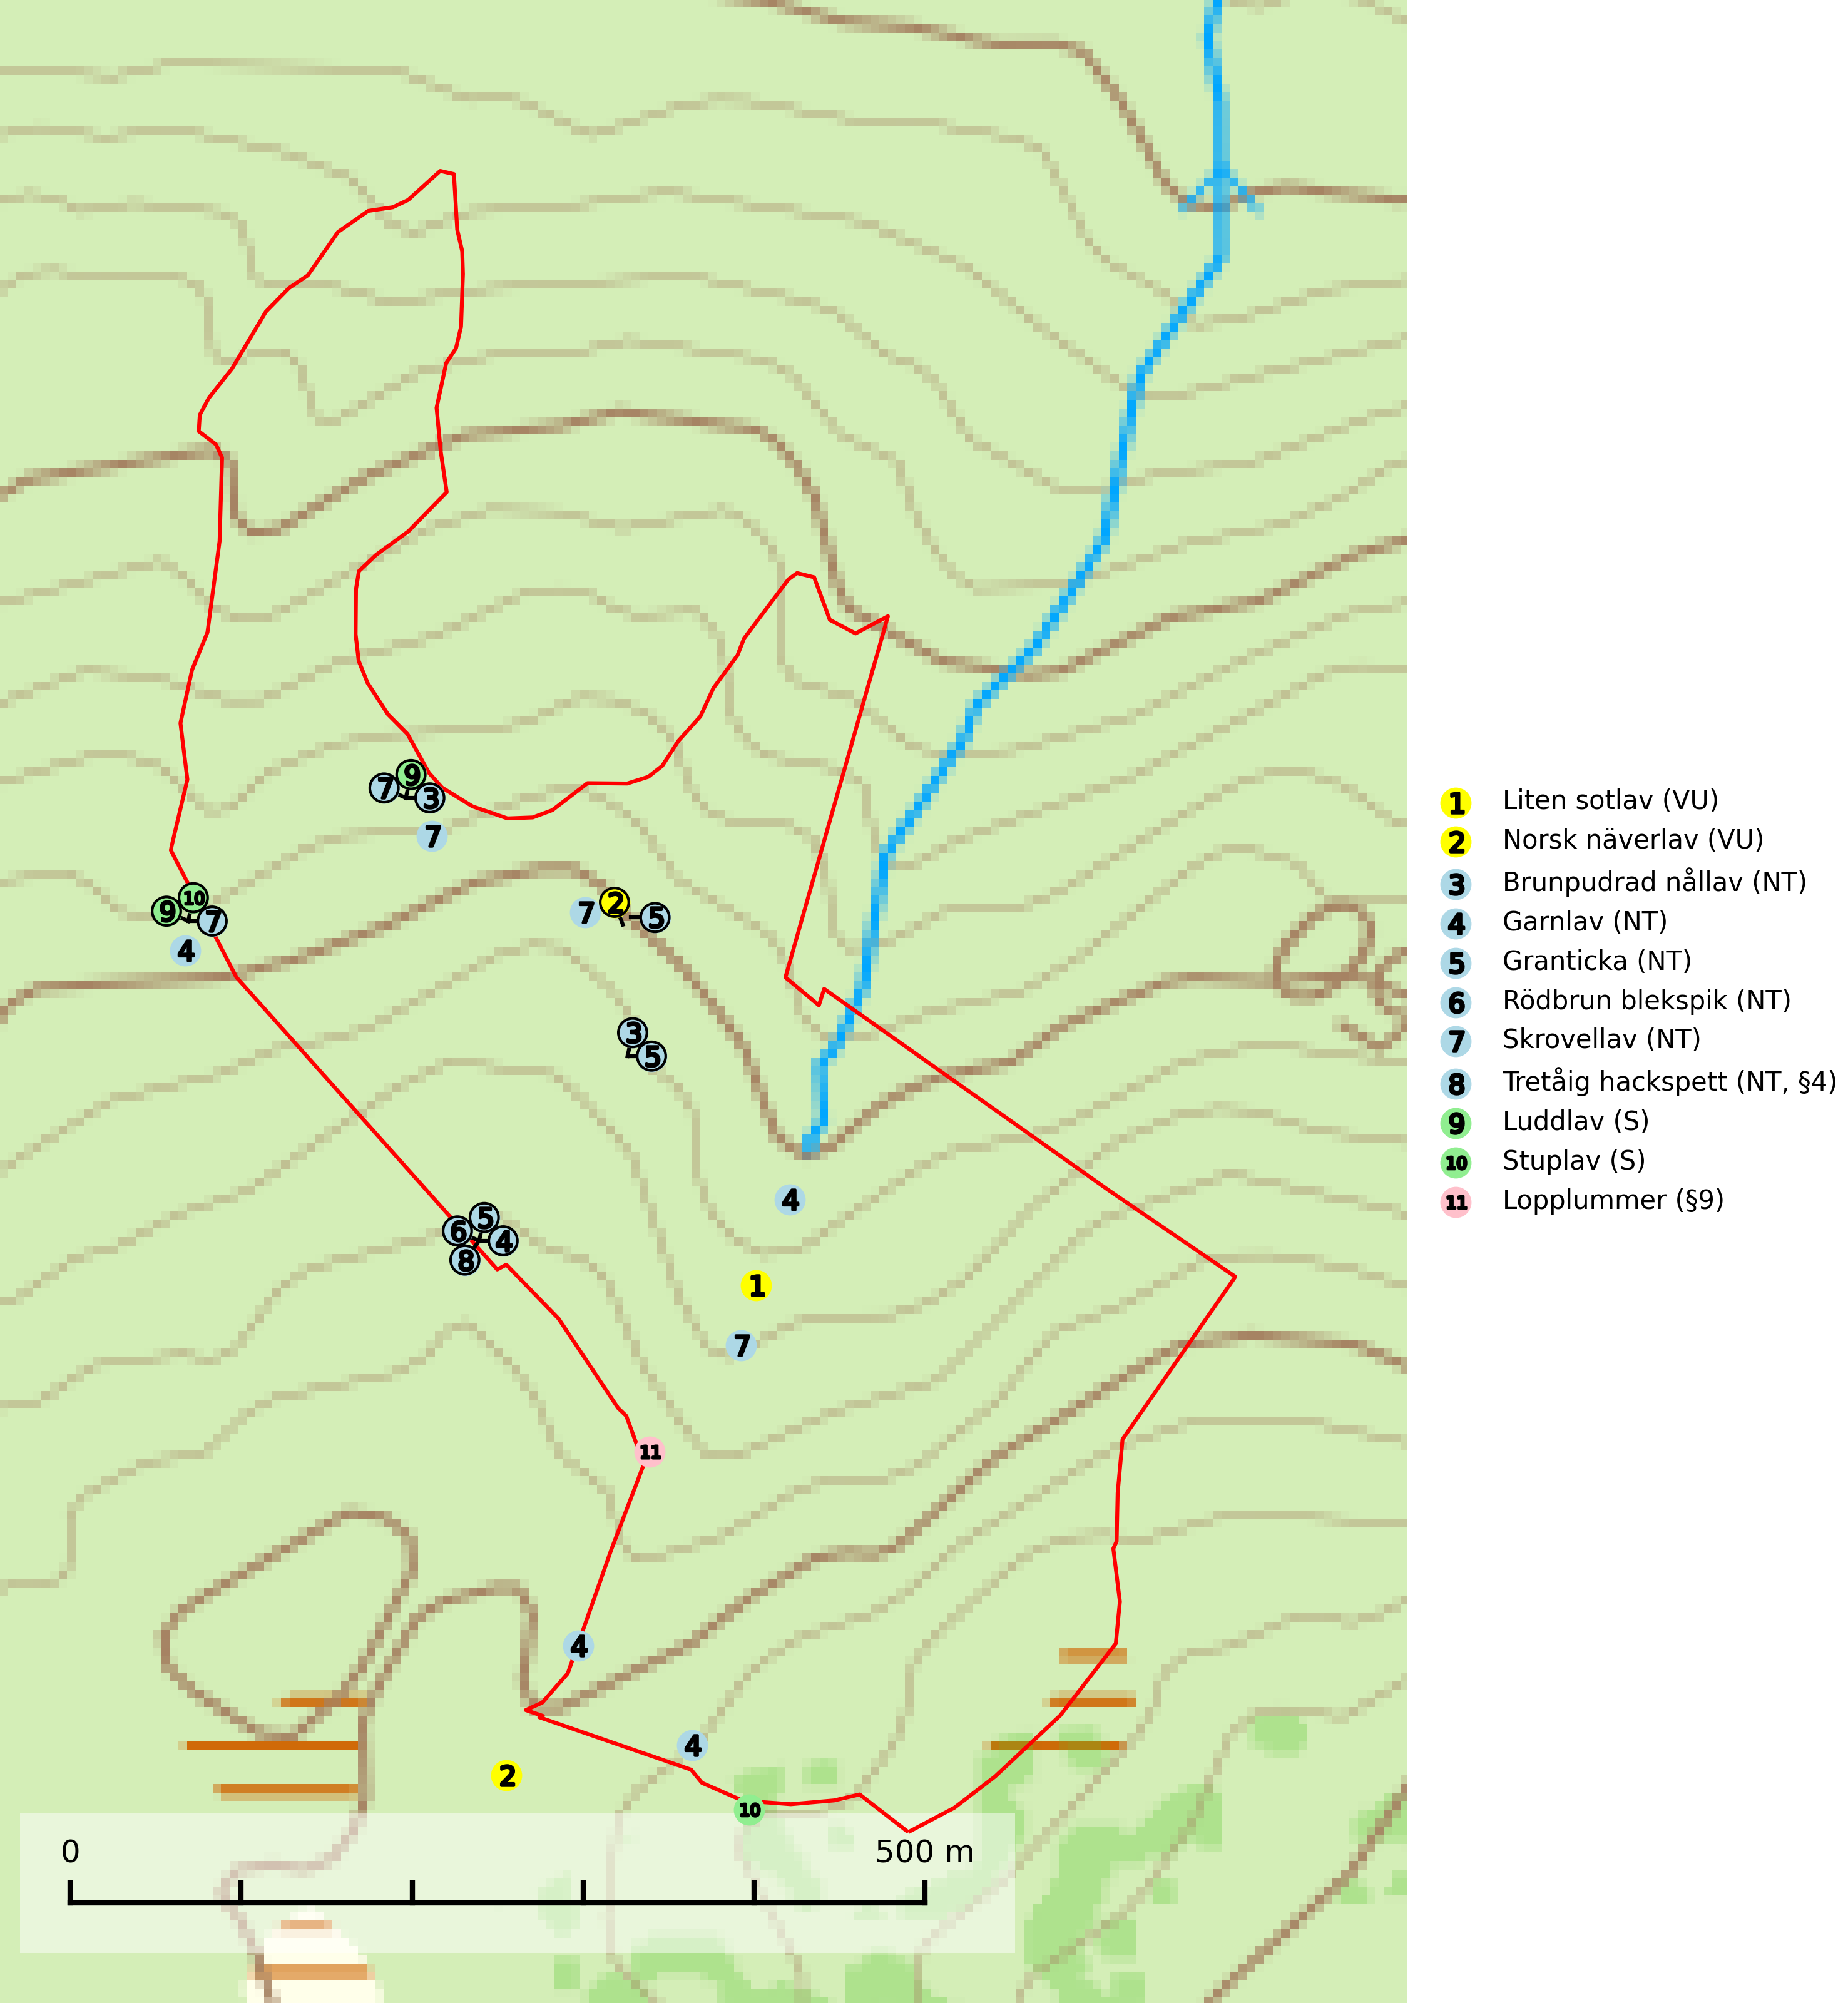 9
7
3
7
2
7
5
10
9
7
4
3
5
4
5
6
4
8
1
7
11
4
4
2
10
0
500 m
1 Liten sotlav (VU)
2 Norsk näverlav (VU)
3 Brunpudrad nållav (NT)
4 Garnlav (NT)
5 Granticka (NT)
6 Rödbrun blekspik (NT)
7 Skrovellav (NT)
8 Tretåig hackspett (NT, §4)
9 Luddlav (S)
10 Stuplav (S)
11 Lopplummer (§9)